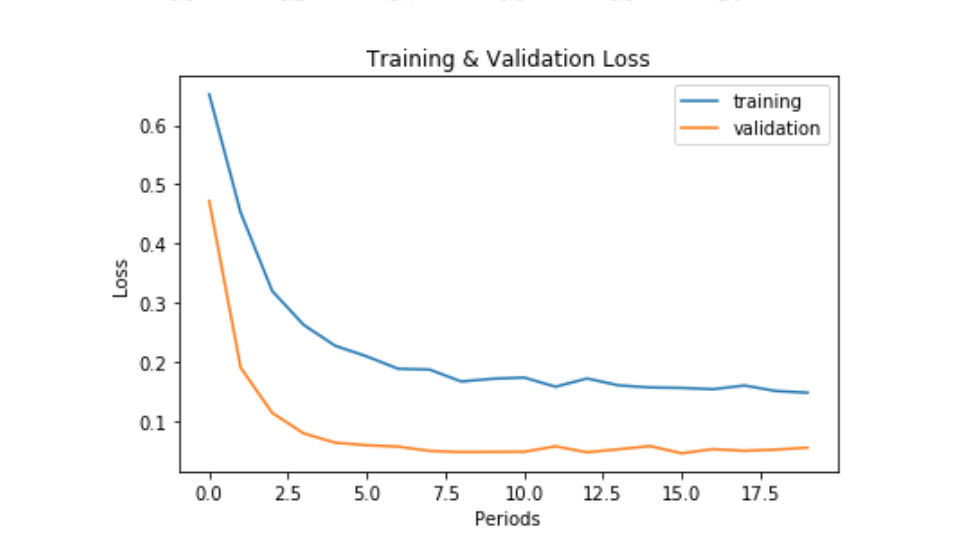 Training & Validation Loss
training
validation
0.6
0.5
0.4
0.3
0.2
0.1
Loss
0.0 2.5 5.0 7.5 10.0 12.5 15.0 17.5
Periods